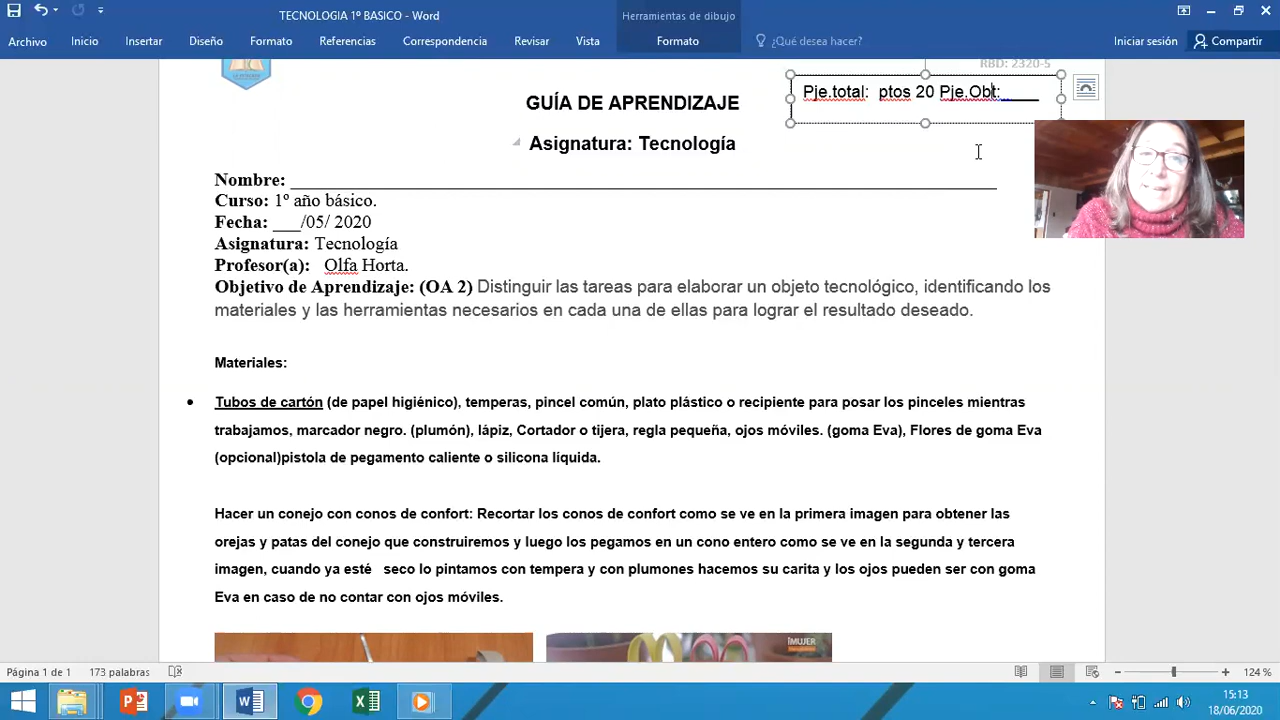 TECNOLOGIA 1º BASICO - Word
Herramientas de dibujo
Archivo Inicio Insertar Diseño Formato Referencias Correspondencia Revisar Vista Formato ¿Qué desea hacer? Iniciar sesión Compartir
RBD: 2320-5
Pje.total: ptos 20 Pje.Obt:____
GUÍA DE APRENDIZAJE
Asignatura: Tecnología
Nombre: ______________________________
Curso: 1º año básico.
Fecha: ___/05/ 2020
Asignatura: Tecnología
Profesor(a): Olfa Horta.
Objetivo de Aprendizaje: (OA 2) Distinguir las tareas para elaborar un objeto tecnológico, identificando los
materiales y las herramientas necesarios en cada una de ellas para lograr el resultado deseado.
Materiales:
• Tubos de cartón (de papel higiénico), temperas, pincel común, plato plástico o recipiente para posar los pinceles mientras
trabajamos, marcador negro. (plumón), lápiz, Cortador o tijera, regla pequeña, ojos móviles. (goma Eva), Flores de goma Eva
(opcional)pistola de pegamento caliente o silicona líquida.
Hacer un conejo con conos de confort: Recortar los conos de confort como se ve en la primera imagen para obtener las
orejas y patas del conejo que construiremos y luego los pegamos en un cono entero como se ve en la segunda y tercera
imagen, cuando ya esté seco lo pintamos con tempera y con plumones hacemos su carita y los ojos pueden ser con goma
Eva en caso de no contar con ojos móviles.
iMUJER
Página 1 de 1 173 palabras 124 %
15:13
18/06/2020